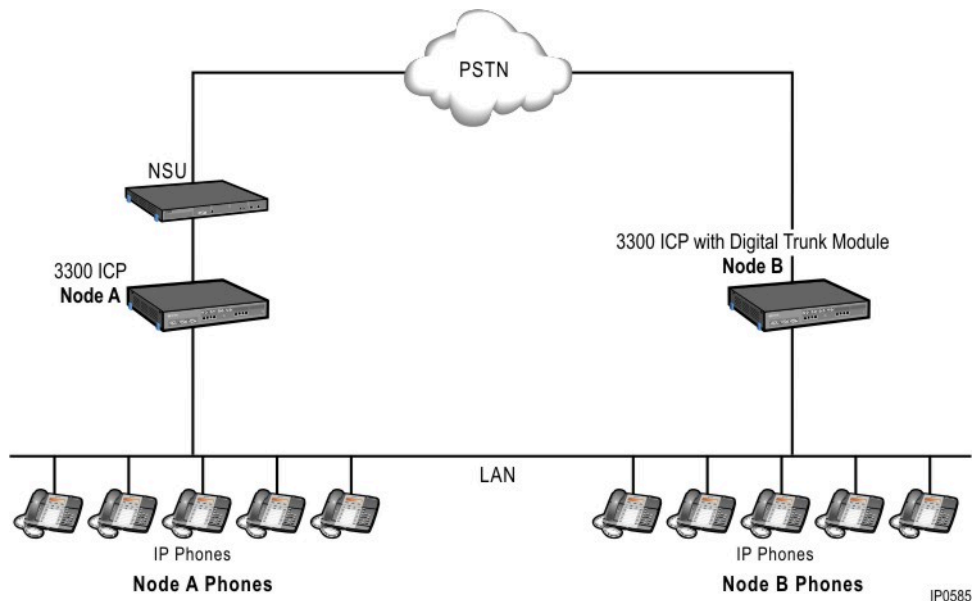 PSTN
NSU
3300 ICP
Node A
3300 ICP with Digital Trunk Module
Node B
LAN
IP Phones
Node A Phones
IP Phones
Node B Phones
IP0585